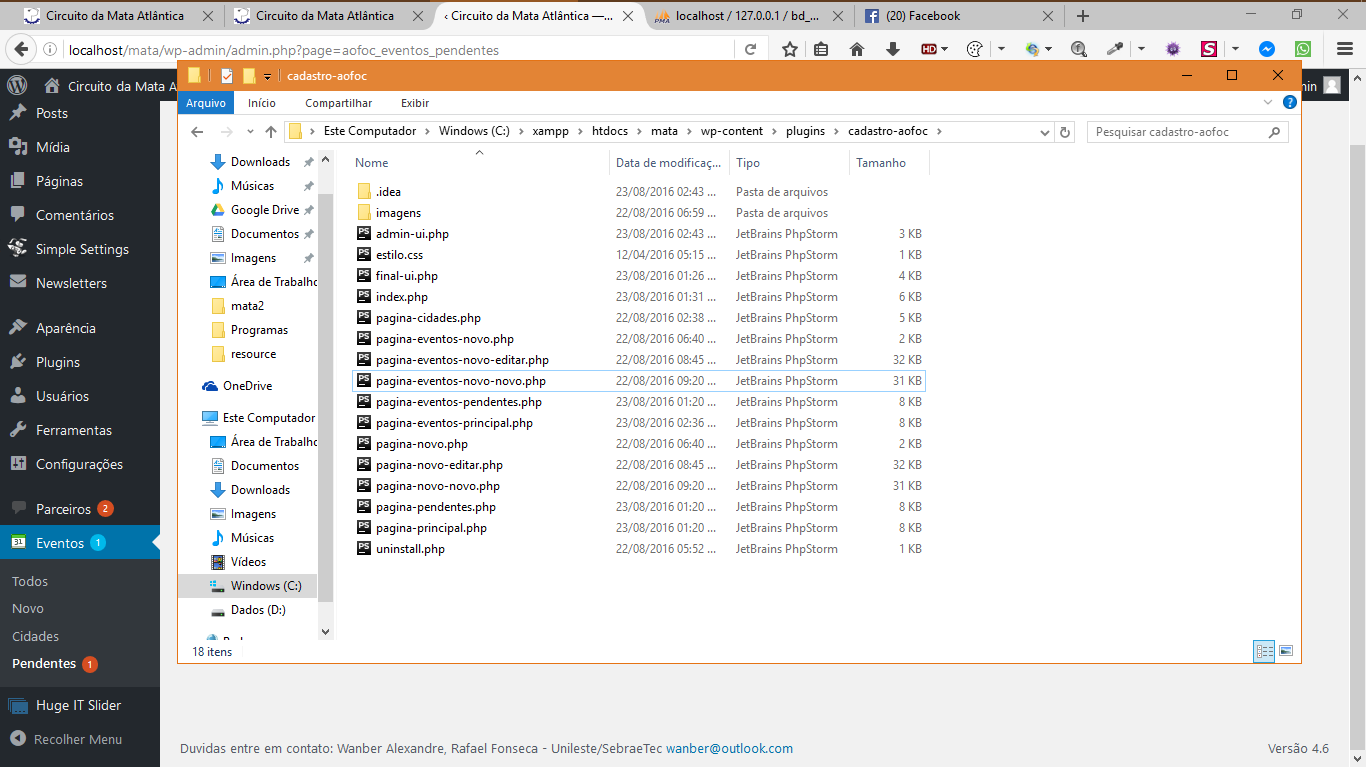 Circuito da Mata Atlântica
Circuito da Mata Atlântica
‹ Circuito da Mata Atlântica —...
localhost / 127.0.0.1 / bd_...
(20) Facebook
localhost/mata/wp-admin/admin.php?page=aofoc_eventos_pendentes
HD
Circuito da Mata A
min
Posts
Mídia
Páginas
Comentários
Simple Settings
Newsletters
Aparência
Plugins
Usuários
Ferramentas
Configurações
Parceiros 2
Eventos 1
Todos
Novo
Cidades
Pendentes 1
Huge IT Slider
Recolher Menu
cadastro-aofoc
Arquivo Início Compartilhar Exibir
Este Computador Windows (C:) xampp htdocs mata wp-content plugins cadastro-aofoc
Pesquisar cadastro-aofoc
Downloads
Músicas
Google Drive
Documentos
Imagens
Área de Trabalho
mata2
Programas
resource
OneDrive
Este Computador
Área de Trabalho
Documentos
Downloads
Imagens
Músicas
Vídeos
Windows (C:)
Dados (D:)
Nome Data de modificaç... Tipo Tamanho
.idea 23/08/2016 02:43 ... Pasta de arquivos
imagens 22/08/2016 06:59 ... Pasta de arquivos
admin-ui.php 23/08/2016 02:43 ... JetBrains PhpStorm 3 KB
estilo.css 12/04/2016 05:15 ... JetBrains PhpStorm 1 KB
final-ui.php 23/08/2016 01:26 ... JetBrains PhpStorm 4 KB
index.php 23/08/2016 01:31 ... JetBrains PhpStorm 6 KB
pagina-cidades.php 22/08/2016 02:38 ... JetBrains PhpStorm 5 KB
pagina-eventos-novo.php 22/08/2016 06:40 ... JetBrains PhpStorm 2 KB
pagina-eventos-novo-editar.php 22/08/2016 08:45 ... JetBrains PhpStorm 32 KB
pagina-eventos-novo-novo.php 22/08/2016 09:20 ... JetBrains PhpStorm 31 KB
pagina-eventos-pendentes.php 23/08/2016 01:20 ... JetBrains PhpStorm 8 KB
pagina-eventos-principal.php 23/08/2016 02:36 ... JetBrains PhpStorm 8 KB
pagina-novo.php 22/08/2016 06:40 ... JetBrains PhpStorm 2 KB
pagina-novo-editar.php 22/08/2016 08:45 ... JetBrains PhpStorm 32 KB
pagina-novo-novo.php 22/08/2016 09:20 ... JetBrains PhpStorm 31 KB
pagina-pendentes.php 23/08/2016 01:20 ... JetBrains PhpStorm 8 KB
pagina-principal.php 23/08/2016 01:20 ... JetBrains PhpStorm 8 KB
uninstall.php 22/08/2016 05:52 ... JetBrains PhpStorm 1 KB
18 itens
Duvidas entre em contato: Wanber Alexandre, Rafael Fonseca - Unileste/SebraeTec wanber@outlook.com
Versão 4.6